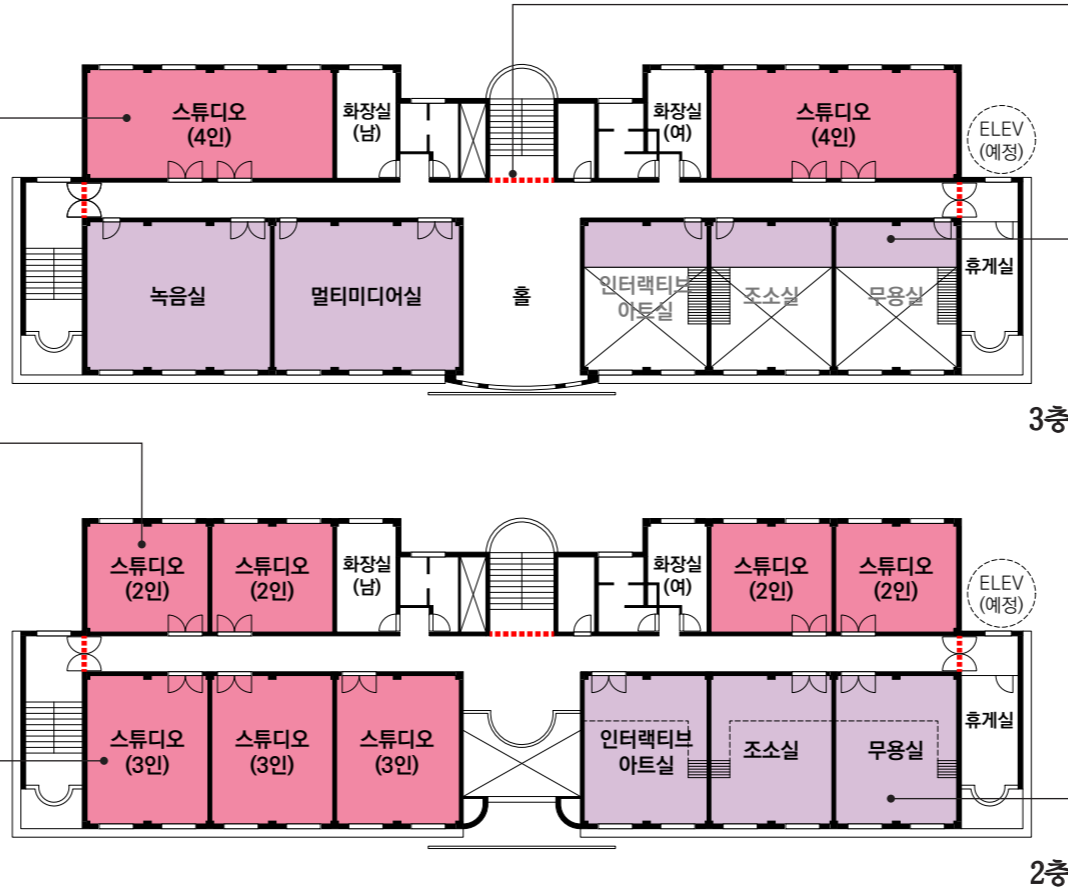 스튜디오
(4인)
화장실
(남)
화장실
(여)
스튜디오
(4인)
ELEV
(예정)
녹음실
멀티미디어실
홀
인터랙티브
아트실
조소실
무용실
휴게실
3층
스튜디오
(2인)
스튜디오
(2인)
화장실
(남)
화장실
(여)
스튜디오
(2인)
스튜디오
(2인)
ELEV
(예정)
스튜디오
(3인)
스튜디오
(3인)
스튜디오
(3인)
인터랙티브
아트실
조소실
무용실
휴게실
2층